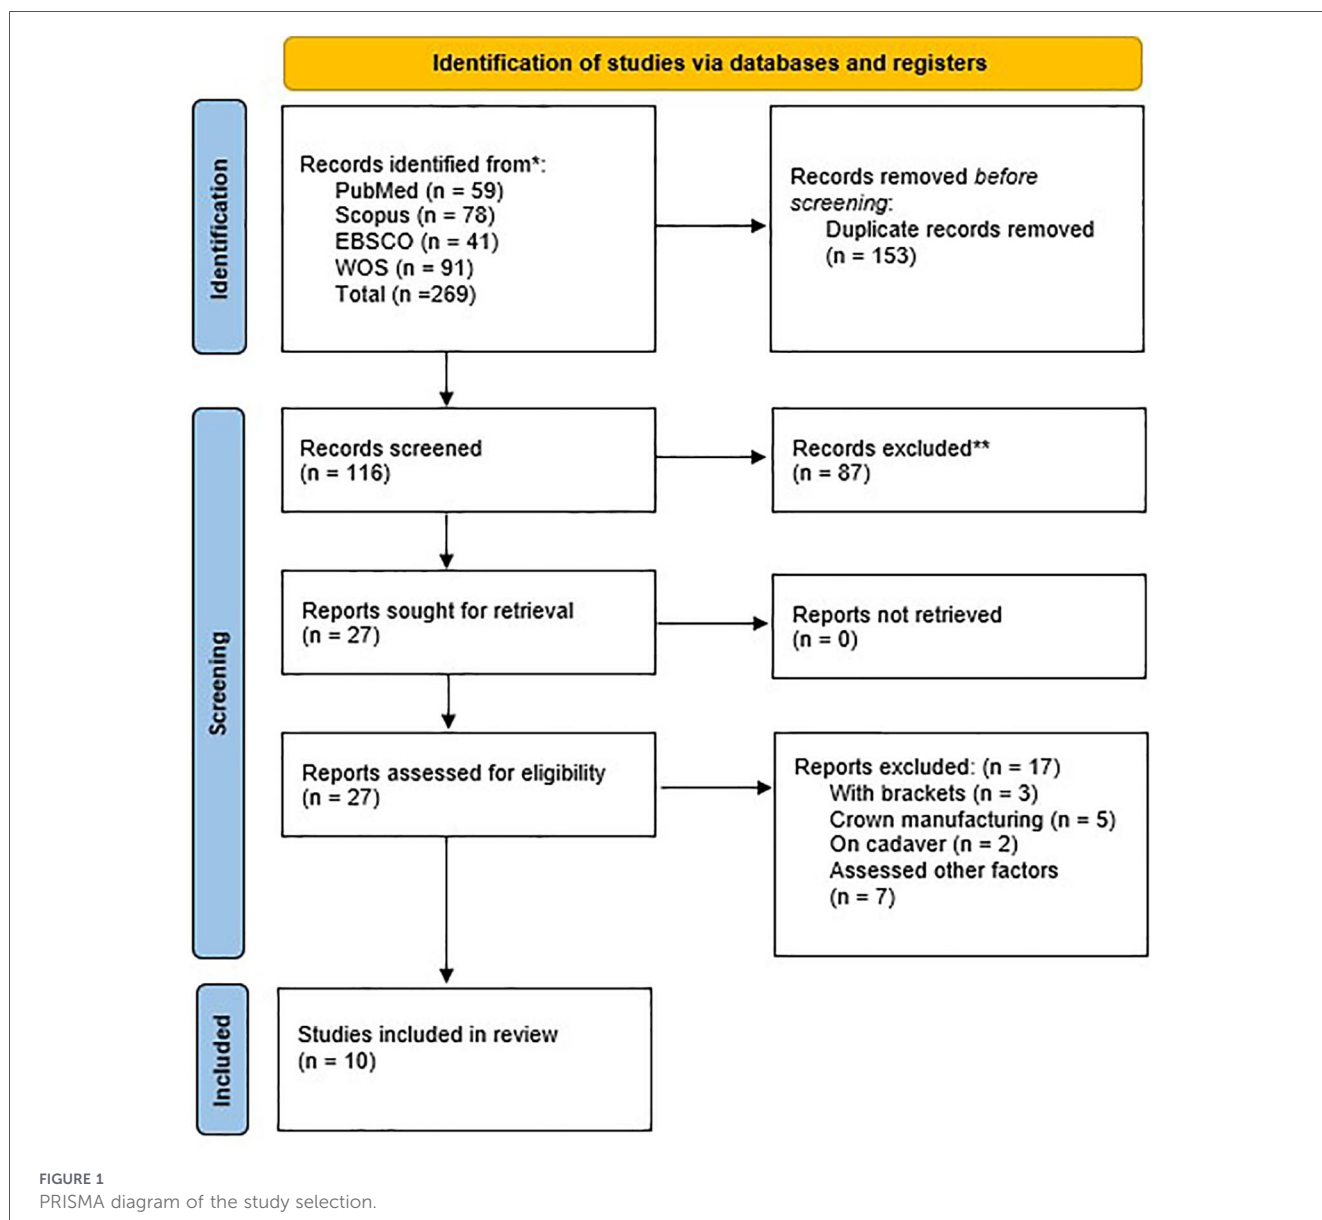 Identification of studies via databases and registers
Identification
Records identified from*:
PubMed (n = 59)
Scopus (n = 78)
EBSCO (n = 41)
WOS (n = 91)
Total (n =269)
Records removed before
screening:
Duplicate records removed
(n = 153)
Screening
Records screened
(n = 116)
Records excluded**
(n = 87)
Reports sought for retrieval
(n = 27)
Reports not retrieved
(n = 0)
Reports assessed for eligibility
(n = 27)
Reports excluded: (n = 17)
With brackets (n = 3)
Crown manufacturing (n = 5)
On cadaver (n = 2)
Assessed other factors
(n = 7)
Included
Studies included in review
(n = 10)
FIGURE 1
PRISMA diagram of the study selection.